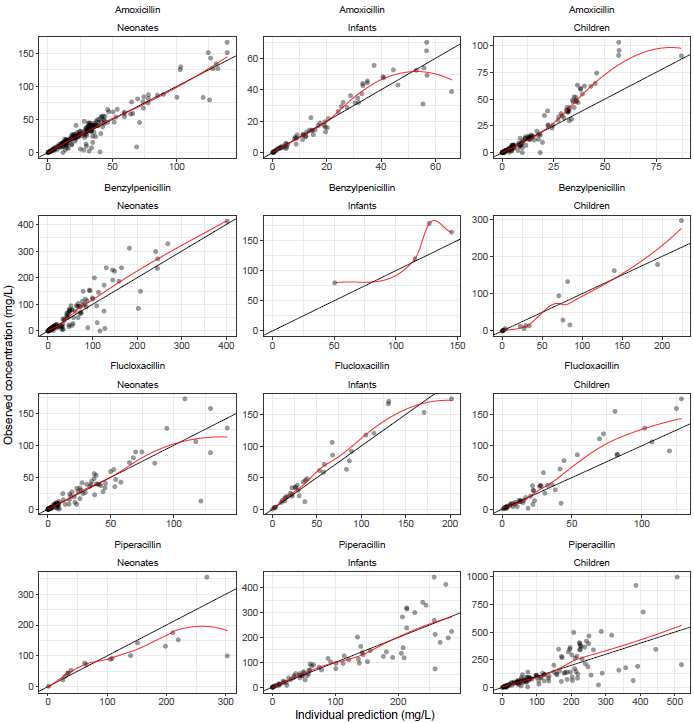 Amoxicillin Amoxicillin Amoxicillin
Neonates Infants Children
150
100
50
0
0 50 100
60
40
20
0
0 20 40 60
100
75
50
25
0
0 25 50 75
Benzylpenicillin Benzylpenicillin Benzylpenicillin
Neonates Infants Children
400
300
200
100
0
0 100 200 300 400
150
100
50
0
0 50 100 150
300
200
100
0
0 50 100 150 200
Flucloxacillin Flucloxacillin Flucloxacillin
Neonates Infants Children
150
100
50
0
0 50 100
150
100
50
0
0 50 100 150 200
150
100
50
0
0 50 100
Piperacillin Piperacillin Piperacillin
Neonates Infants Children
300
200
100
0
0 100 200 300
400
300
200
100
0
0 100 200
1000
750
500
250
0
0 100 200 300 400 500
Observed concentration (mg/L)
Individual prediction (mg/L)